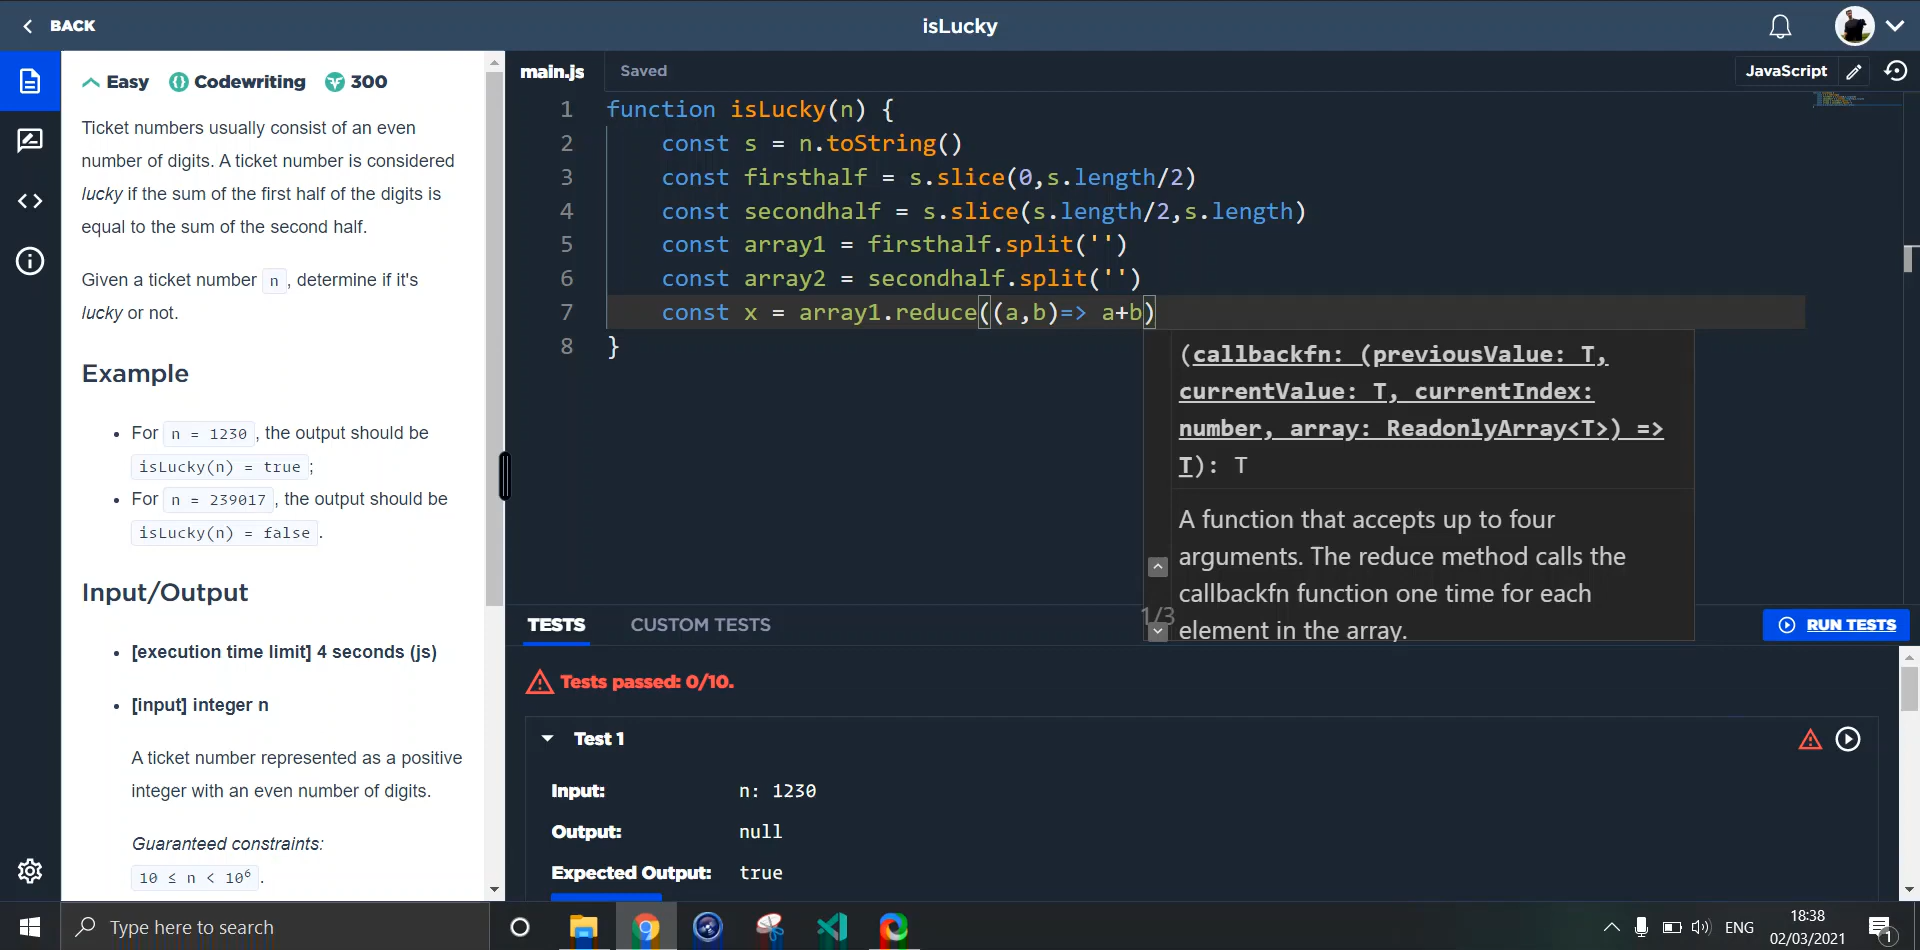 BACK
isLucky
Easy Codewriting 300
Ticket numbers usually consist of an even
number of digits. A ticket number is considered
lucky if the sum of the first half of the digits is
equal to the sum of the second half.
Given a ticket number n, determine if it's
lucky or not.
Example
• For n = 1230, the output should be
isLucky(n) = true;
• For n = 239017, the output should be
isLucky(n) = false.
Input/Output
• [execution time limit] 4 seconds (js)
• [input] integer n
A ticket number represented as a positive
integer with an even number of digits.
Guaranteed constraints:
10 ≤ n < 10⁶.
main.js Saved JavaScript
1 function isLucky(n) {
2 const s = n.toString()
3 const firsthalf = s.slice(0,s.length/2)
4 const secondhalf = s.slice(s.length/2,s.length)
5 const array1 = firsthalf.split('')
6 const array2 = secondhalf.split('')
7 const x = array1.reduce((a,b)=> a+b)
8 }
(callbackfn: (previousValue: T,
currentValue: T, currentIndex:
number, array: ReadonlyArray<T>) =>
T): T
A function that accepts up to four
arguments. The reduce method calls the
callbackfn function one time for each
element in the array.
1/3
TESTS CUSTOM TESTS RUN TESTS
Tests passed: 0/10.
Test 1
Input: n: 1230
Output: null
Expected Output: true
Type here to search
ENG
18:38
02/03/2021
1